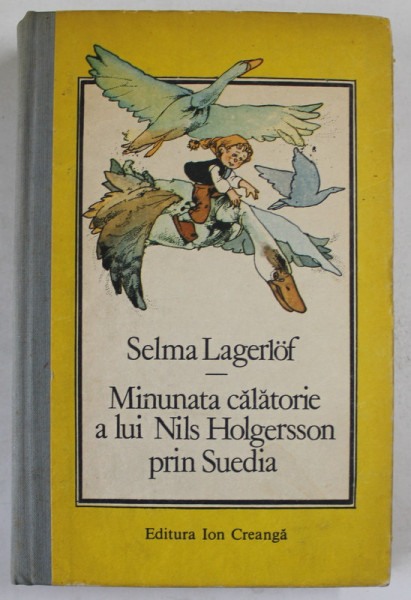 Selma Lagerlöf
Minunata călătorie
a lui Nils Holgersson
prin Suedia
Editura Ion Creangă